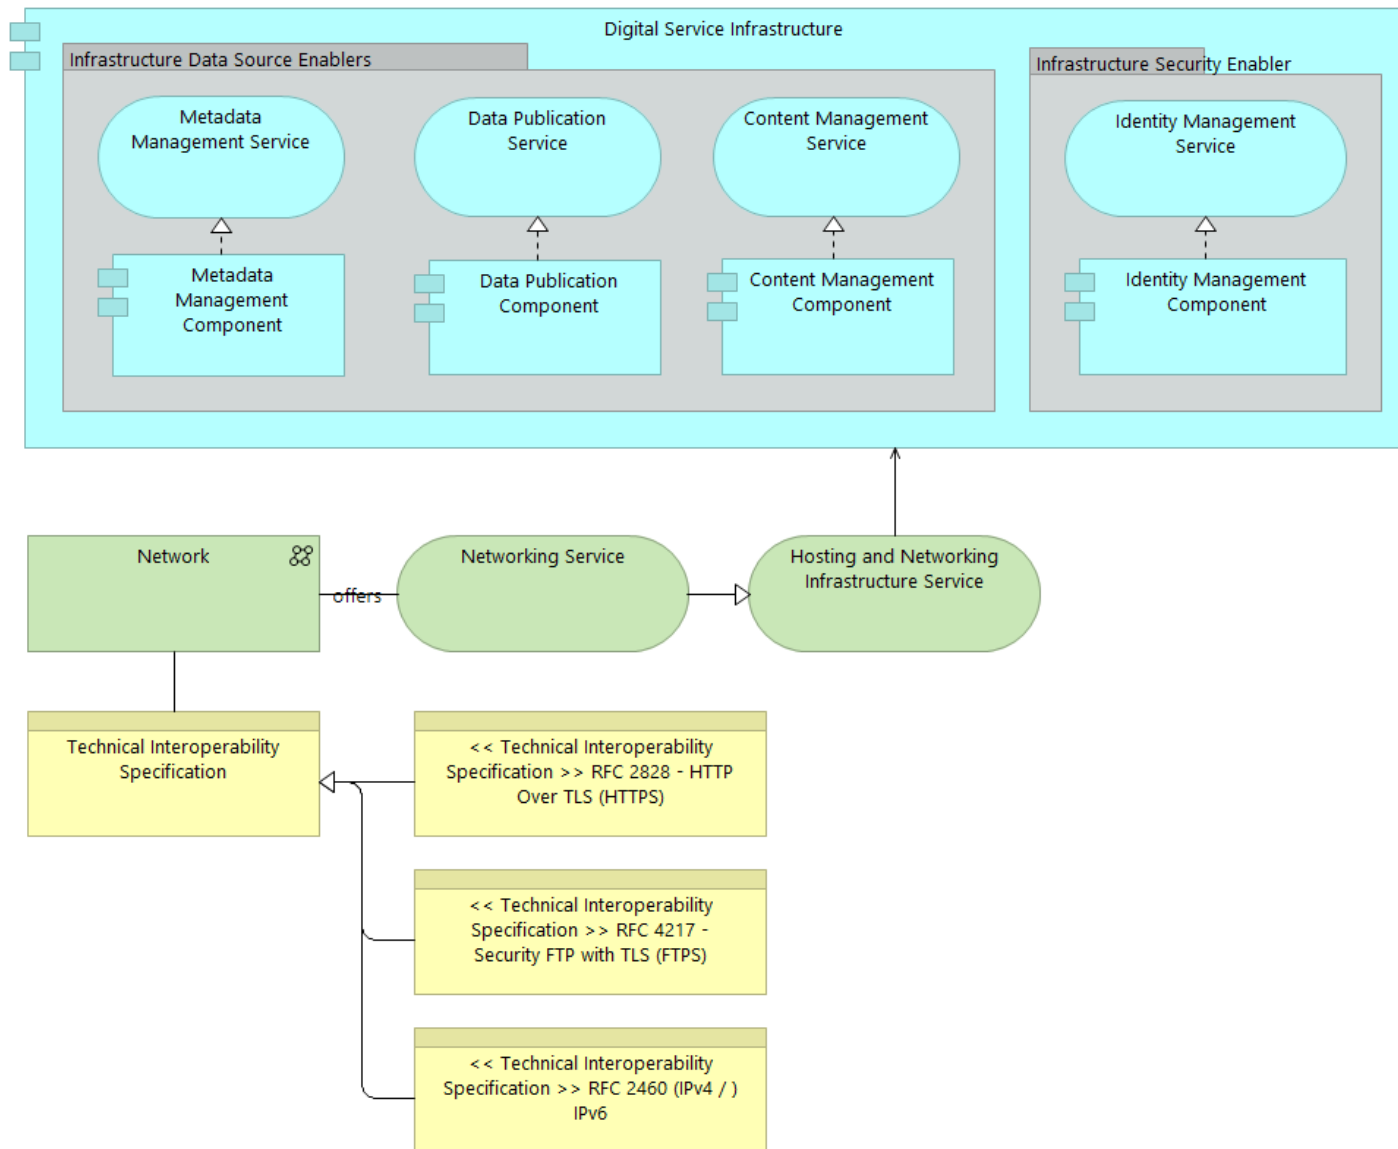 Digital Service Infrastructure
Infrastructure Data Source Enablers
Infrastructure Security Enabler
Metadata
Management Service
Data Publication
Service
Content Management
Service
Identity Management
Service
Metadata
Management
Component
Data Publication
Component
Content Management
Component
Identity Management
Component
Network
offers
Networking Service
Hosting and Networking
Infrastructure Service
Technical Interoperability
Specification
<< Technical Interoperability
Specification >> RFC 2828 - HTTP
Over TLS (HTTPS)
<< Technical Interoperability
Specification >> RFC 4217 -
Security FTP with TLS (FTPS)
<< Technical Interoperability
Specification >> RFC 2460 (IPv4 / )
IPv6